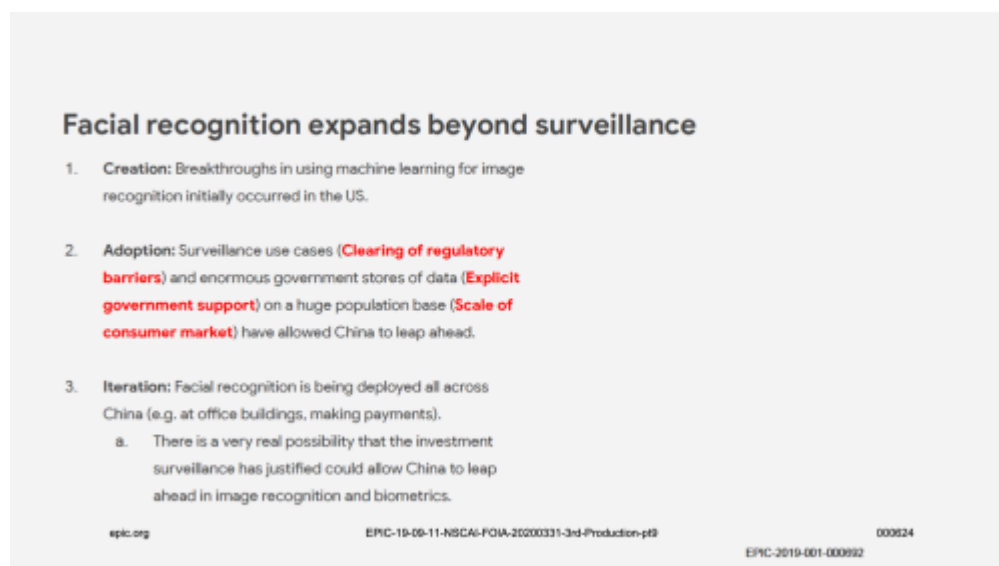 Facial recognition expands beyond surveillance
1. Creation: Breakthroughs in using machine learning for image
recognition initially occurred in the US.
2. Adoption: Surveillance use cases (Clearing of regulatory
barriers) and enormous government stores of data (Explicit
government support) on a huge population base (Scale of
consumer market) have allowed China to leap ahead.
3. Iteration: Facial recognition is being deployed all across
China (e.g. at office buildings, making payments).
a. There is a very real possibility that the investment
surveillance has justified could allow China to leap
ahead in image recognition and biometrics.
epic.org EPIC-19-09-11-NSCAI-FOIA-20200331-3rd-Production-pt9 000624
EPIC-2019-001-000692